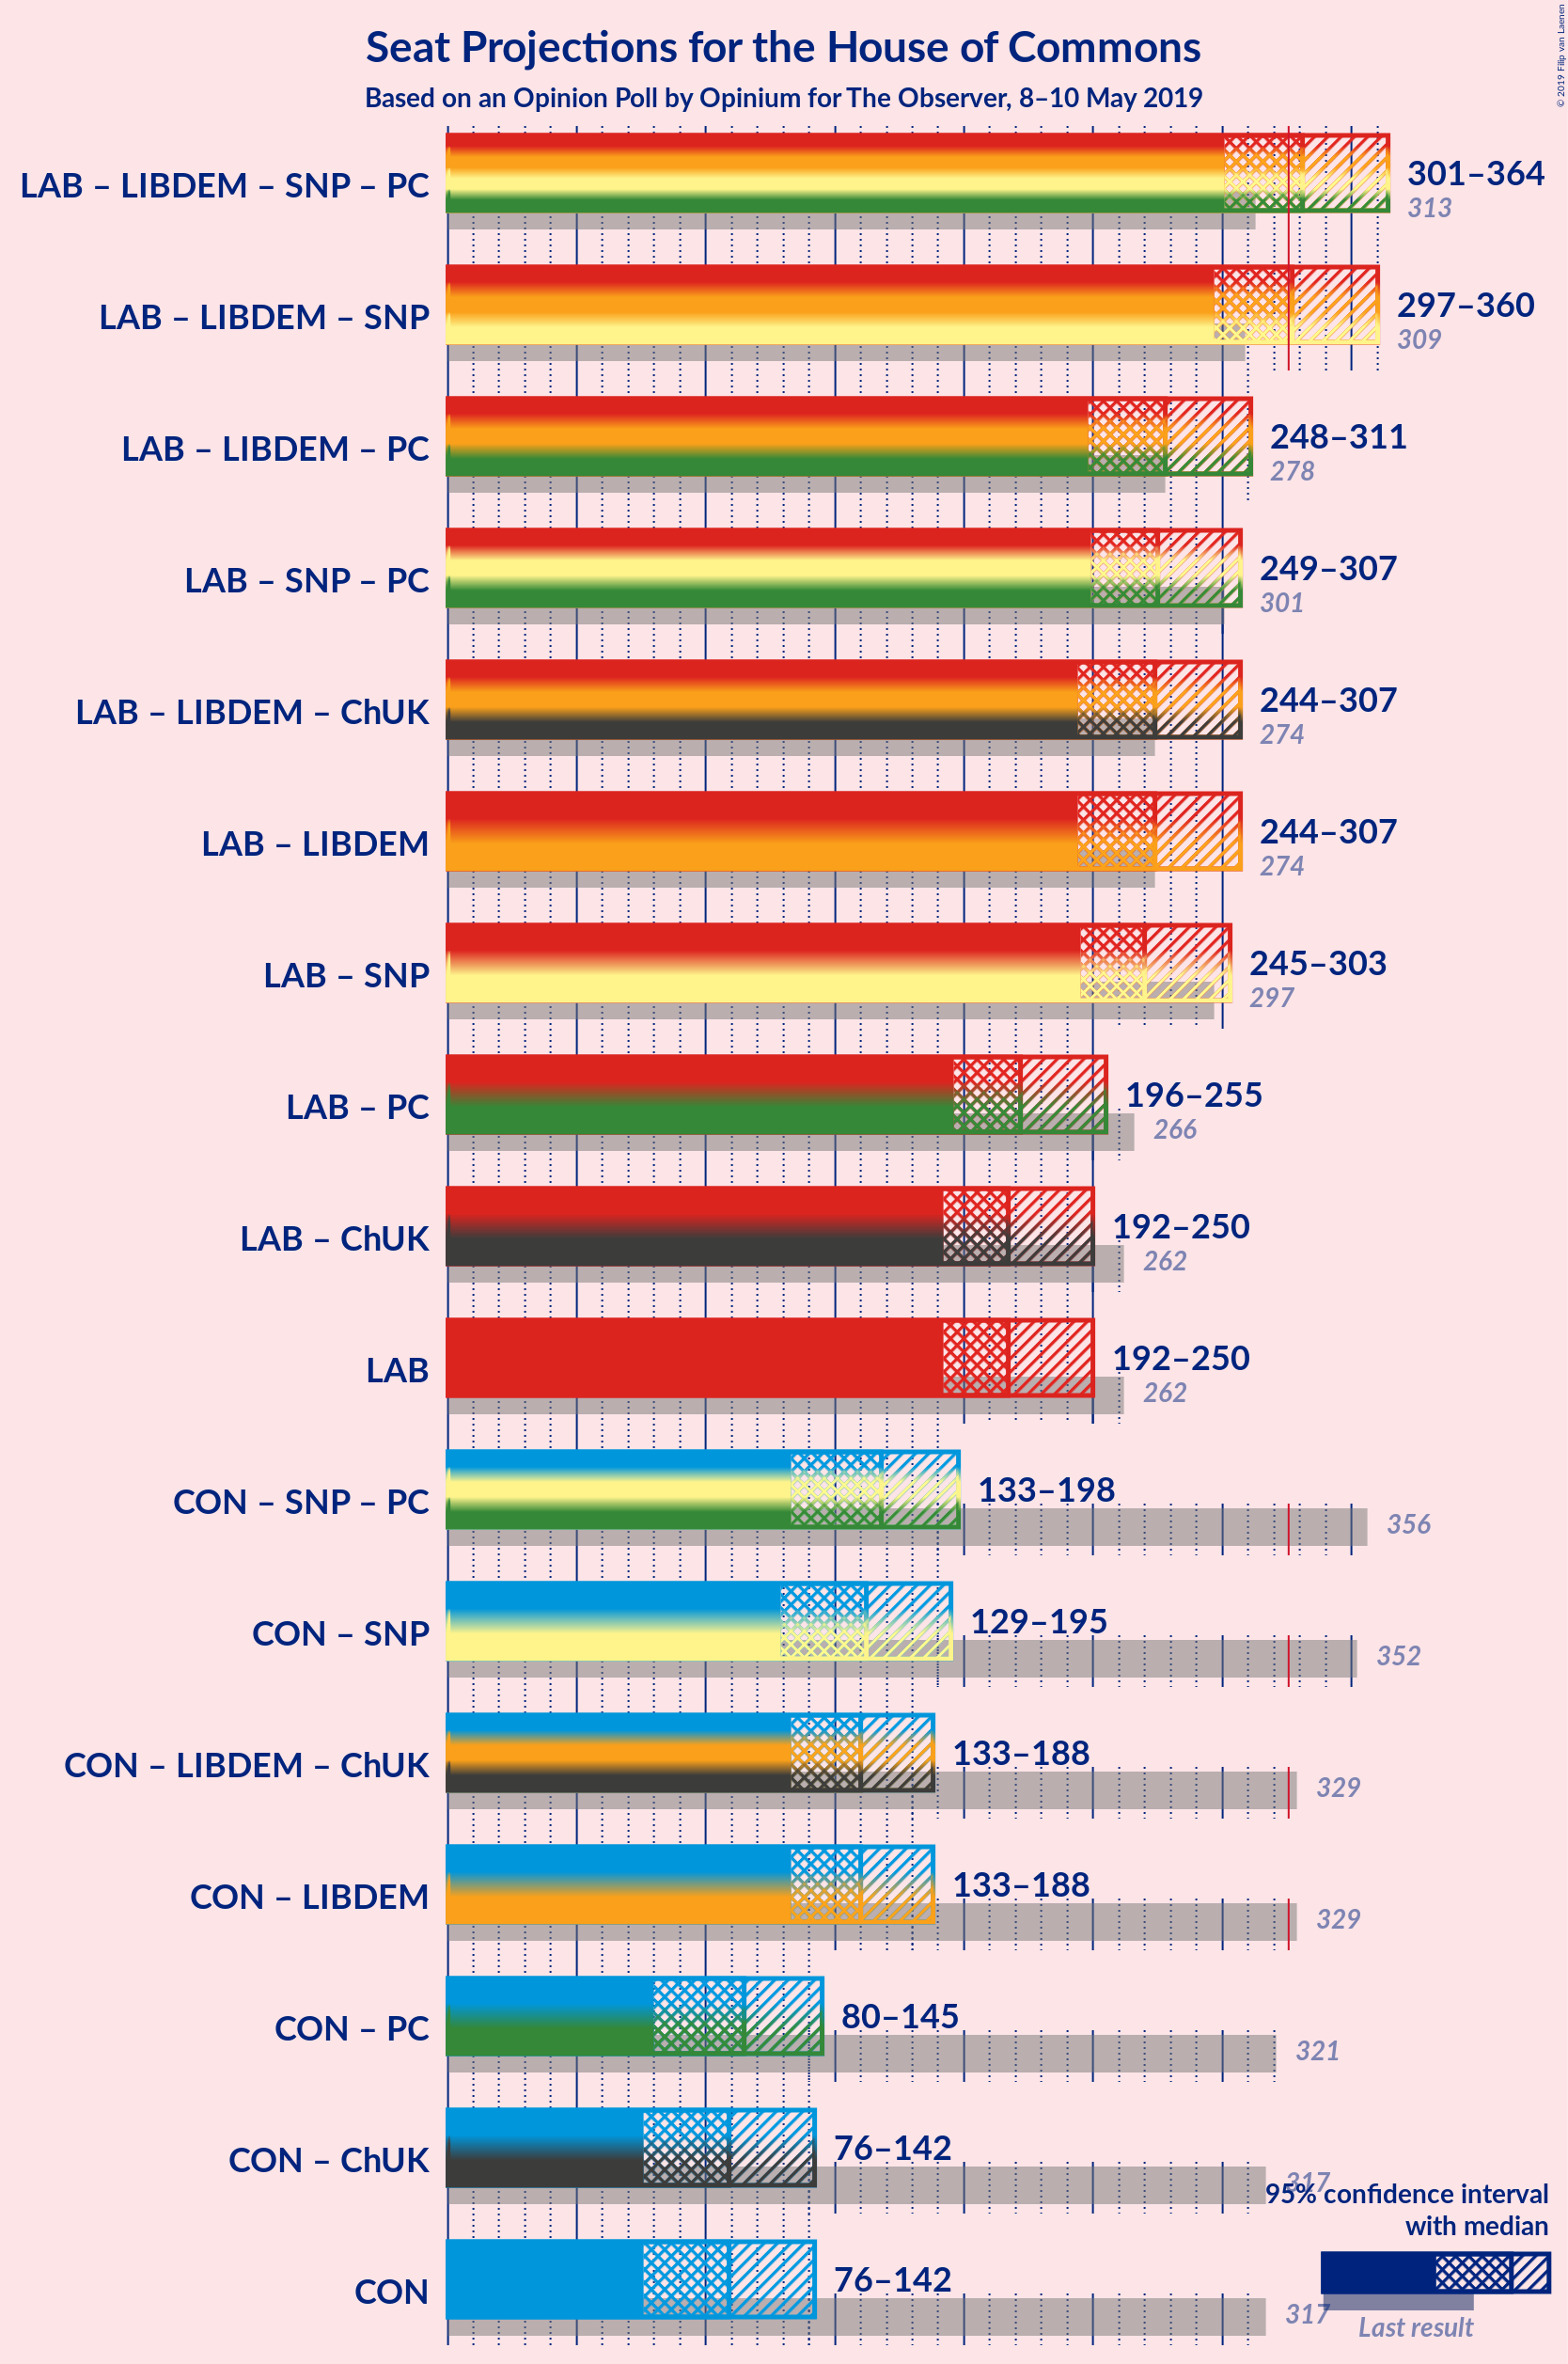 Seat Projections for the House of Commons
Based on an Opinion Poll by Opinium for The Observer, 8–10 May 2019
© 2019 Filip van Laenen
LAB – LIBDEM – SNP – PC
301–364
313
LAB – LIBDEM – SNP
297–360
309
LAB – LIBDEM – PC
248–311
278
LAB – SNP – PC
249–307
301
LAB – LIBDEM – ChUK
244–307
274
LAB – LIBDEM
244–307
274
LAB – SNP
245–303
297
LAB – PC
196–255
266
LAB – ChUK
192–250
262
LAB
192–250
262
CON – SNP – PC
133–198
356
CON – SNP
129–195
352
CON – LIBDEM – ChUK
133–188
329
CON – LIBDEM
133–188
329
CON – PC
80–145
321
CON – ChUK
76–142
317
CON
76–142
317
95% confidence interval
with median
Last result